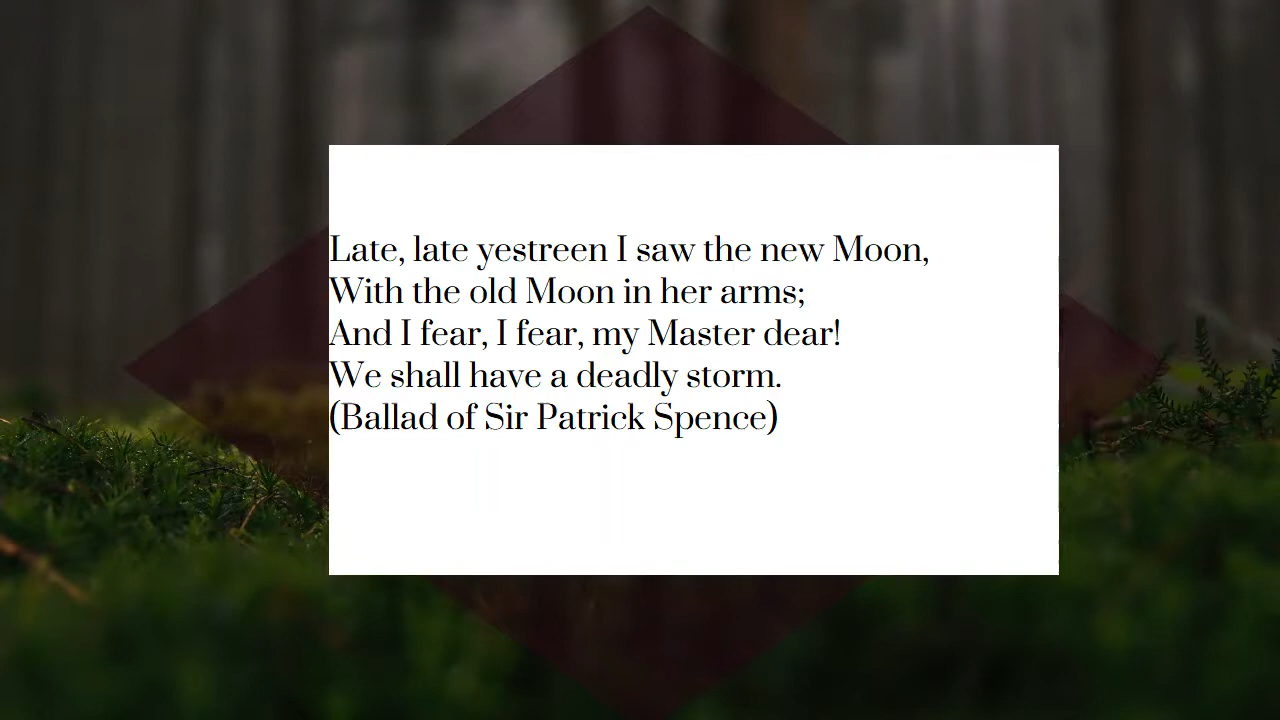 Late, late yestreen I saw the new Moon,
With the old Moon in her arms;
And I fear, I fear, my Master dear!
We shall have a deadly storm.
(Ballad of Sir Patrick Spence)